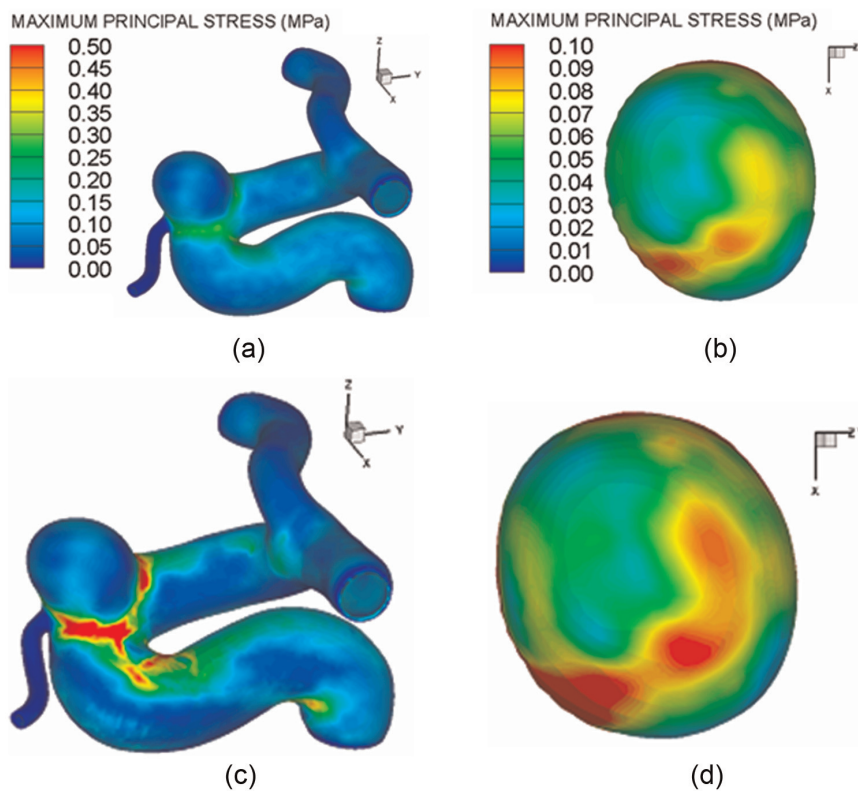 MAXIMUM PRINCIPAL STRESS (MPa)
0.50
0.45
0.40
0.35
0.30
0.25
0.20
0.15
0.10
0.05
0.00
Z
Y
X
(a)
MAXIMUM PRINCIPAL STRESS (MPa)
0.10
0.09
0.08
0.07
0.06
0.05
0.04
0.03
0.02
0.01
0.00
X
(b)
Z
Y
X
(c)
Z
X
(d)